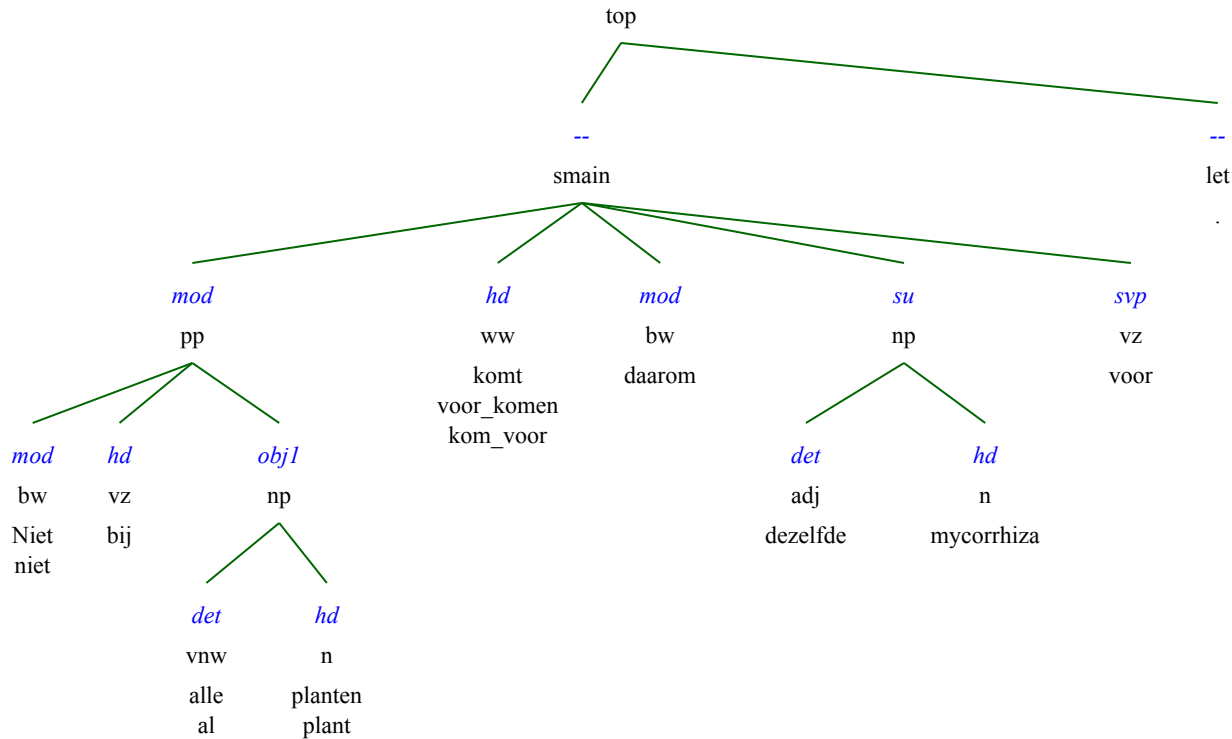 top
-- --
smain let
.
mod hd mod su svp
pp ww bw np vz
komt daarom voor
voor_komen
kom_voor
mod hd obj1 det hd
bw vz np adj n
Niet bij dezelfde mycorrhiza
niet
det hd
vnw n
alle planten
al plant